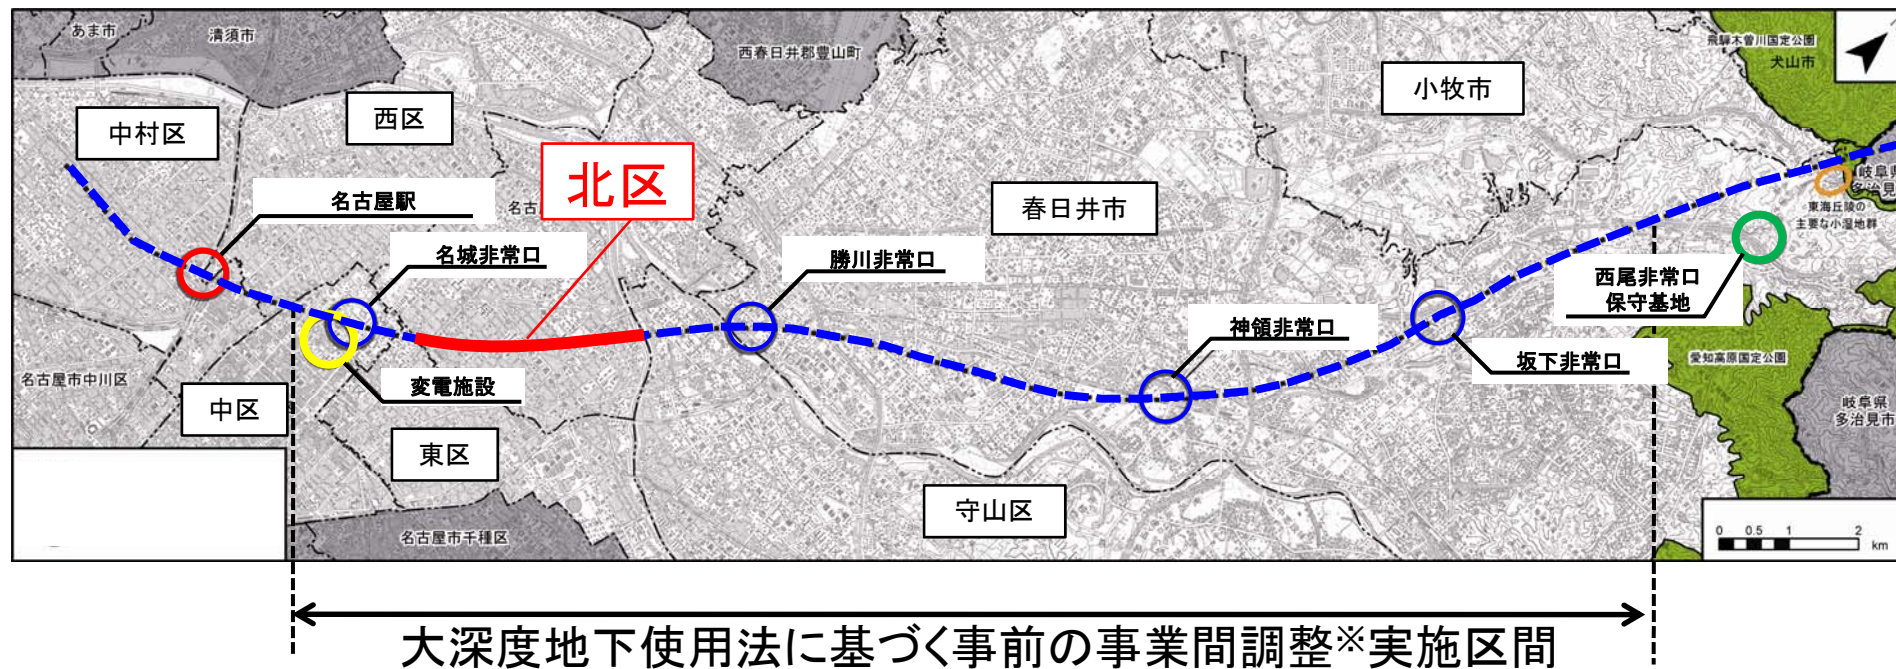 あま市
清須市
西春日井郡豊山町
飛騨木曽川国定公園
犬山市
小牧市
中村区
西区
北区
名古屋駅
名古
春日井市
岐阜県
多治見
東海丘陵の
主要な小湿地群
名城非常口
勝川非常口
西尾非常口
保守基地
神領非常口
坂下非常口
愛知高原国定公園
名古屋市中川区
変電施設
中区
岐阜県
多治見市
東区
守山区
名古屋市千種区
0 0.5 1 2
km
大深度地下使用法に基づく事前の事業間調整※実施区間